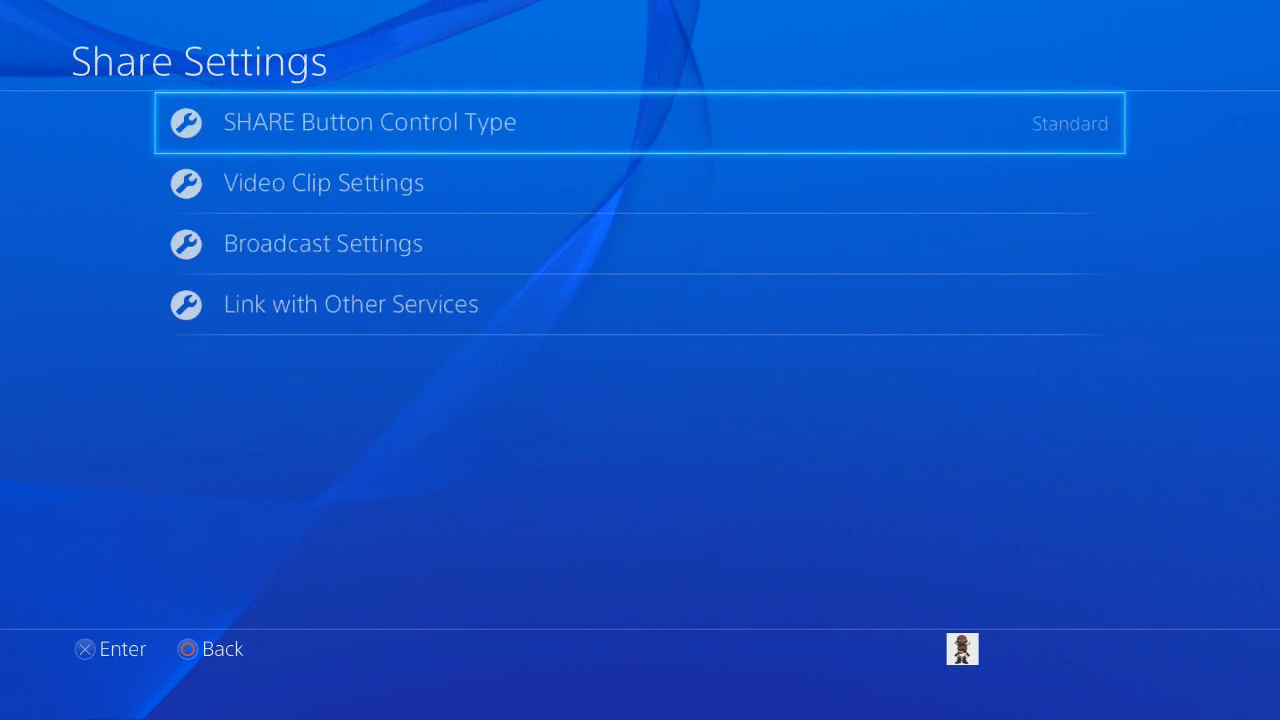 Share Settings
SHARE Button Control Type Standard
Video Clip Settings
Broadcast Settings
Link with Other Services
Enter Back